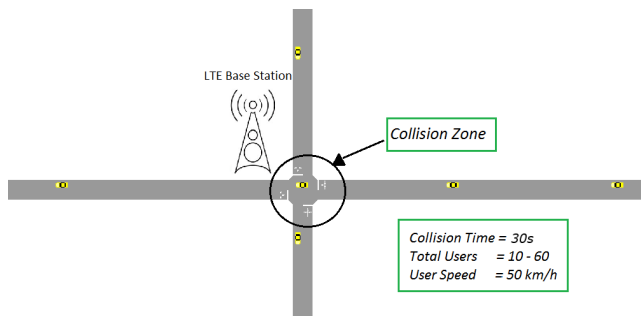 LTE Base Station
Collision Zone
Collision Time = 30s
Total Users = 10 - 60
User Speed = 50 km/h